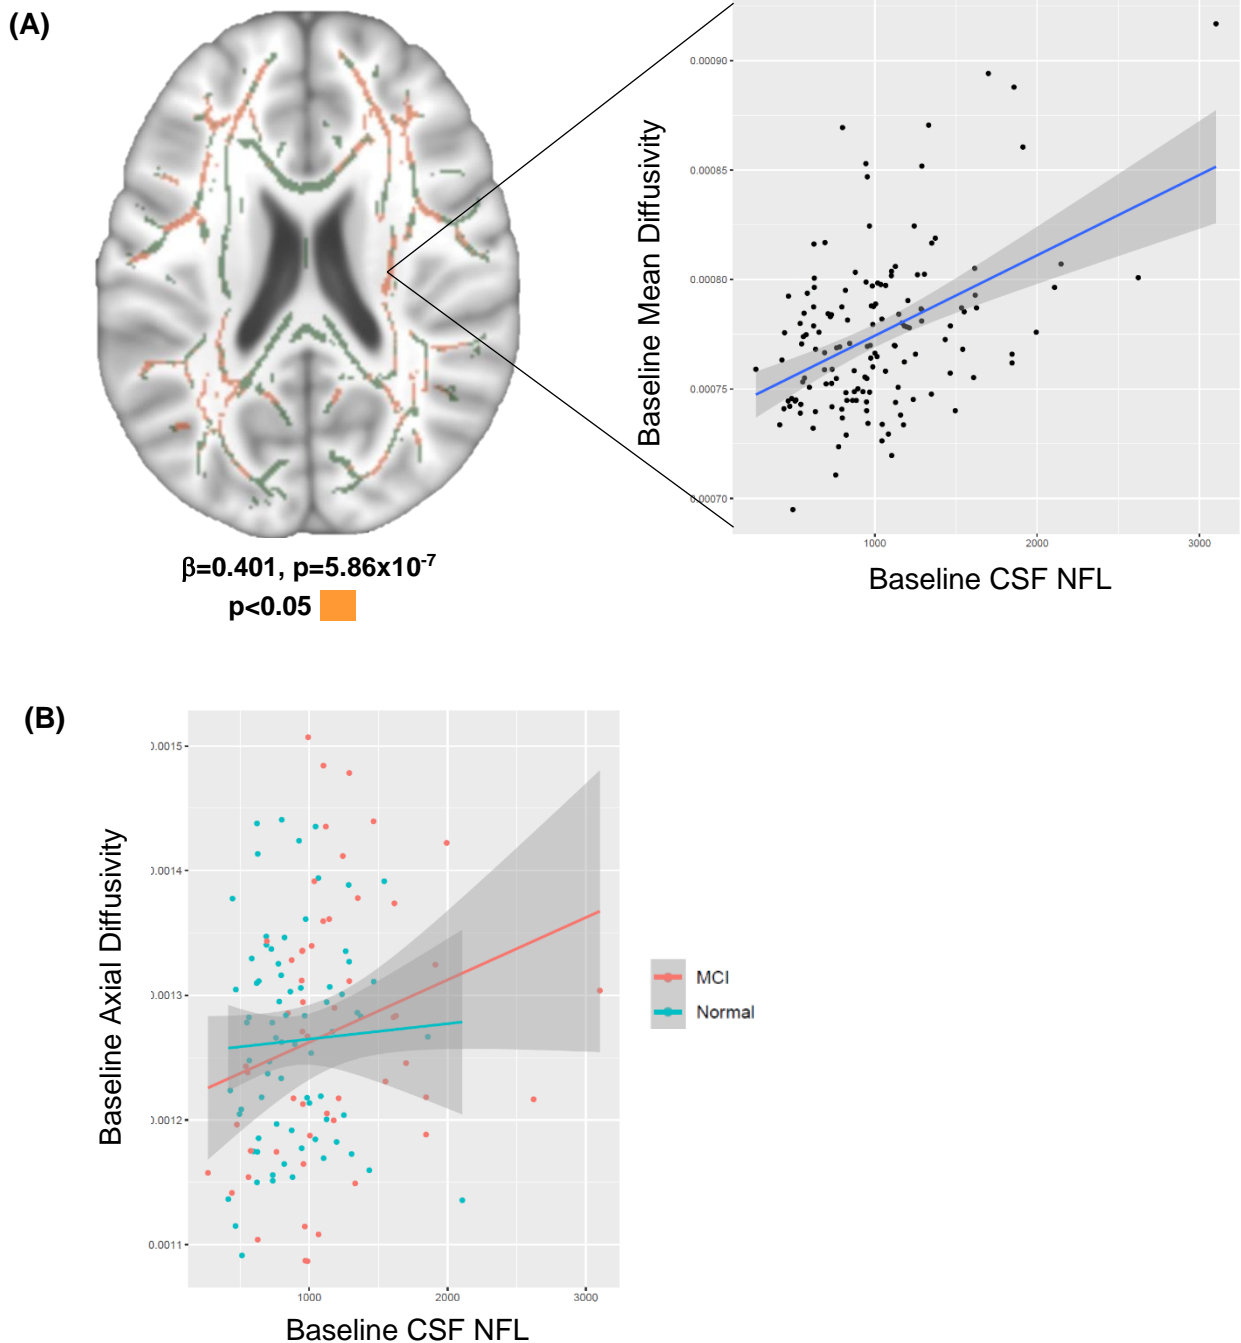 (A)
0.00090
0.00085
0.00080
0.00075
0.00070
Baseline Mean Diffusivity
1000 2000 3000
Baseline CSF NFL
β=0.401, p=5.86x10⁻⁷
p<0.05
(B)
0.0015
0.0014
0.0013
0.0012
0.0011
Baseline Axial Diffusivity
1000 2000 3000
Baseline CSF NFL
MCI
Normal